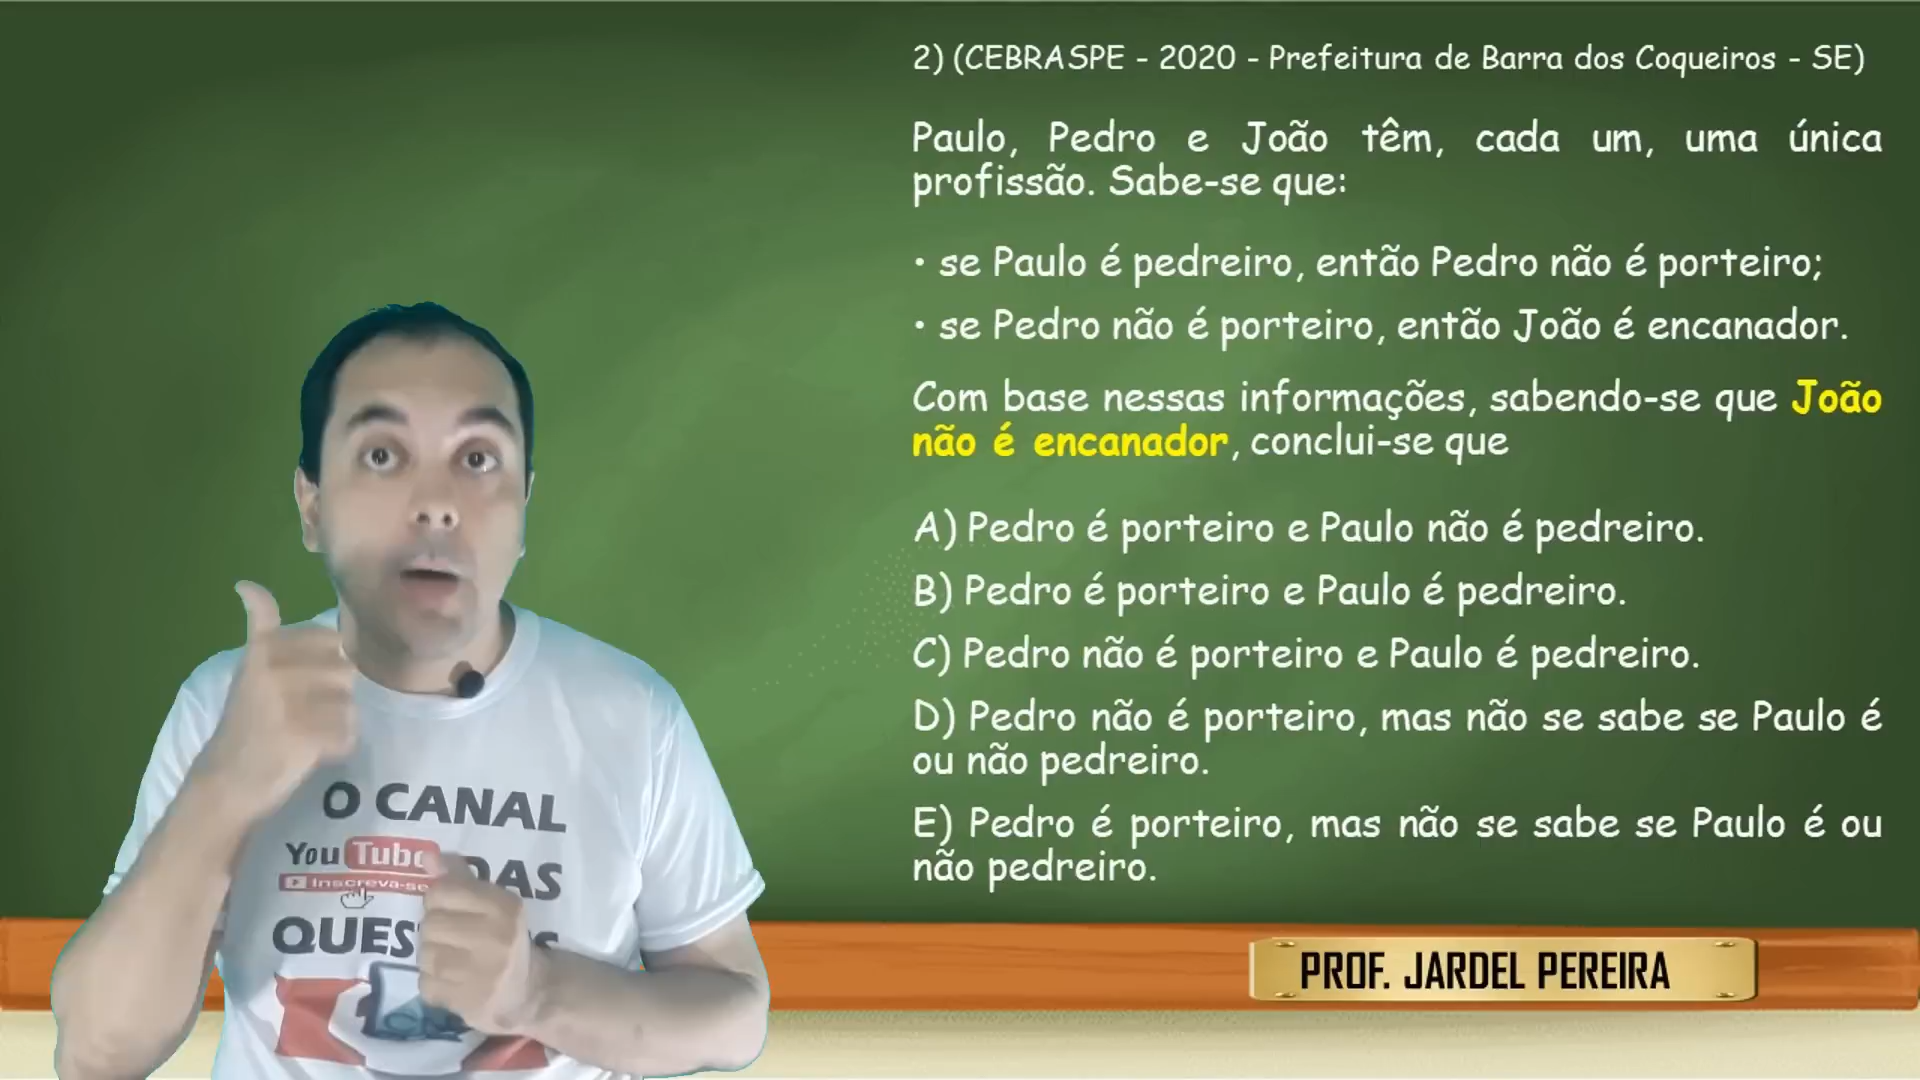 2) (CEBRASPE - 2020 - Prefeitura de Barra dos Coqueiros - SE)
Paulo, Pedro e João têm, cada um, uma única
profissão. Sabe-se que:
• se Paulo é pedreiro, então Pedro não é porteiro;
• se Pedro não é porteiro, então João é encanador.
Com base nessas informações, sabendo-se que João
não é encanador, conclui-se que
A) Pedro é porteiro e Paulo não é pedreiro.
B) Pedro é porteiro e Paulo é pedreiro.
C) Pedro não é porteiro e Paulo é pedreiro.
D) Pedro não é porteiro, mas não se sabe se Paulo é
ou não pedreiro.
E) Pedro é porteiro, mas não se sabe se Paulo é ou
não pedreiro.
O CANAL
YouTube
Inscreva-se
DAS
PROF. JARDEL PEREIRA